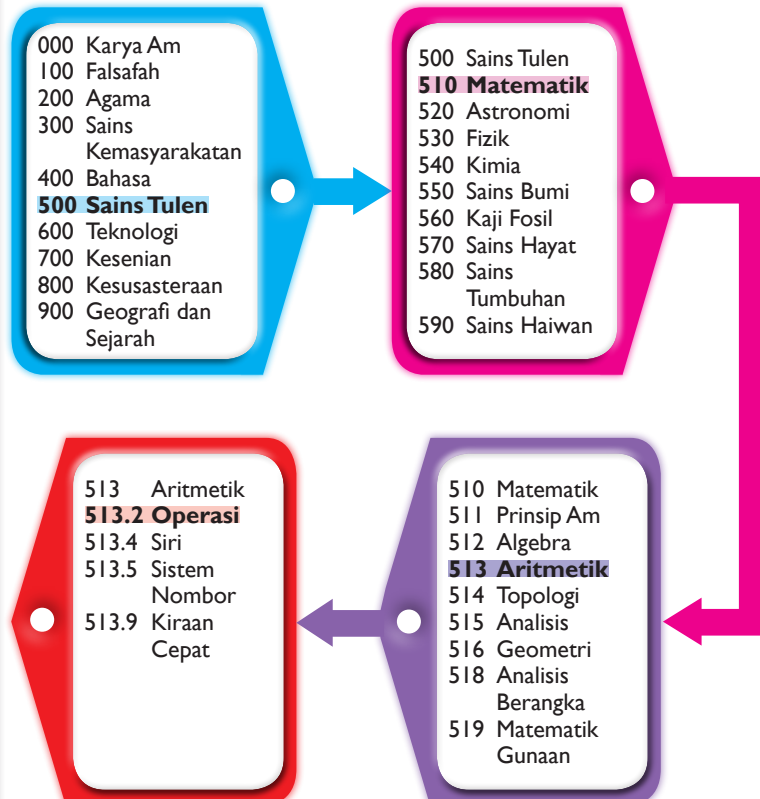 000 Karya Am
100 Falsafah
200 Agama
300 Sains
Kemasyarakatan
400 Bahasa
500 Sains Tulen
600 Teknologi
700 Kesenian
800 Kesusasteraan
900 Geografi dan
Sejarah
500 Sains Tulen
510 Matematik
520 Astronomi
530 Fizik
540 Kimia
550 Sains Bumi
560 Kaji Fosil
570 Sains Hayat
580 Sains
Tumbuhan
590 Sains Haiwan
510 Matematik
511 Prinsip Am
512 Algebra
513 Aritmetik
514 Topologi
515 Analisis
516 Geometri
518 Analisis
Berangka
519 Matematik
Gunaan
513 Aritmetik
513.2 Operasi
513.4 Siri
513.5 Sistem
Nombor
513.9 Kiraan
Cepat